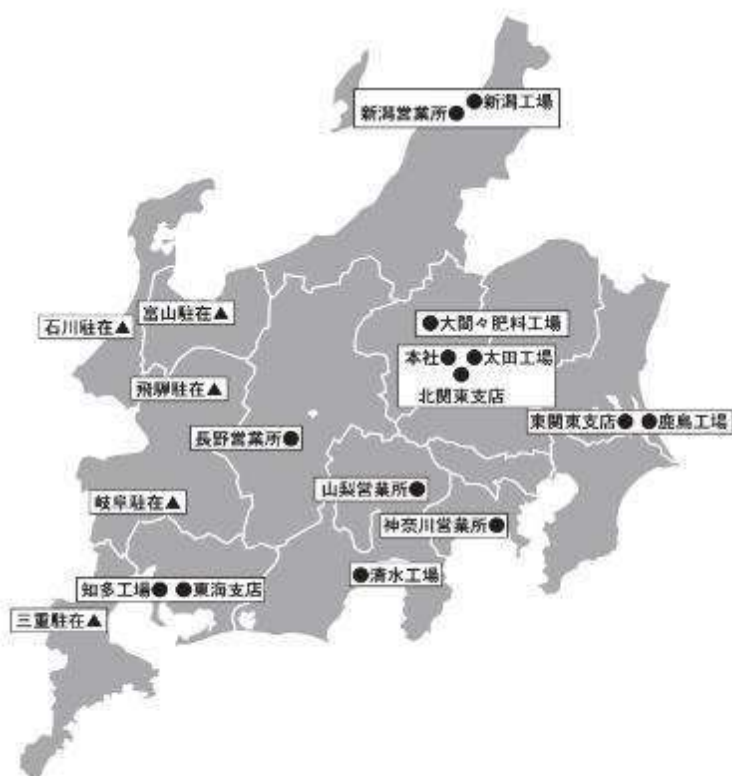 ●新潟工場
新潟営業所●
富山駐在▲
石川駐在▲
●大間々肥料工場
本社● ●太田工場
●
北関東支店
飛騨駐在▲
東関東支店● ●鹿島工場
長野営業所●
山梨営業所●
岐阜駐在▲
神奈川営業所●
●清水工場
知多工場● ●東海支店
三重駐在▲